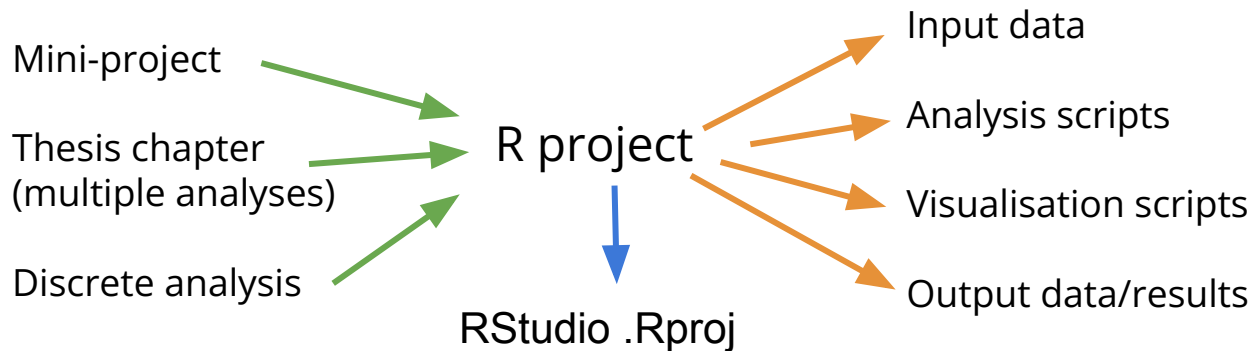 Mini-project
Thesis chapter
(multiple analyses)
Discrete analysis
R project
RStudio .Rproj
Input data
Analysis scripts
Visualisation scripts
Output data/results